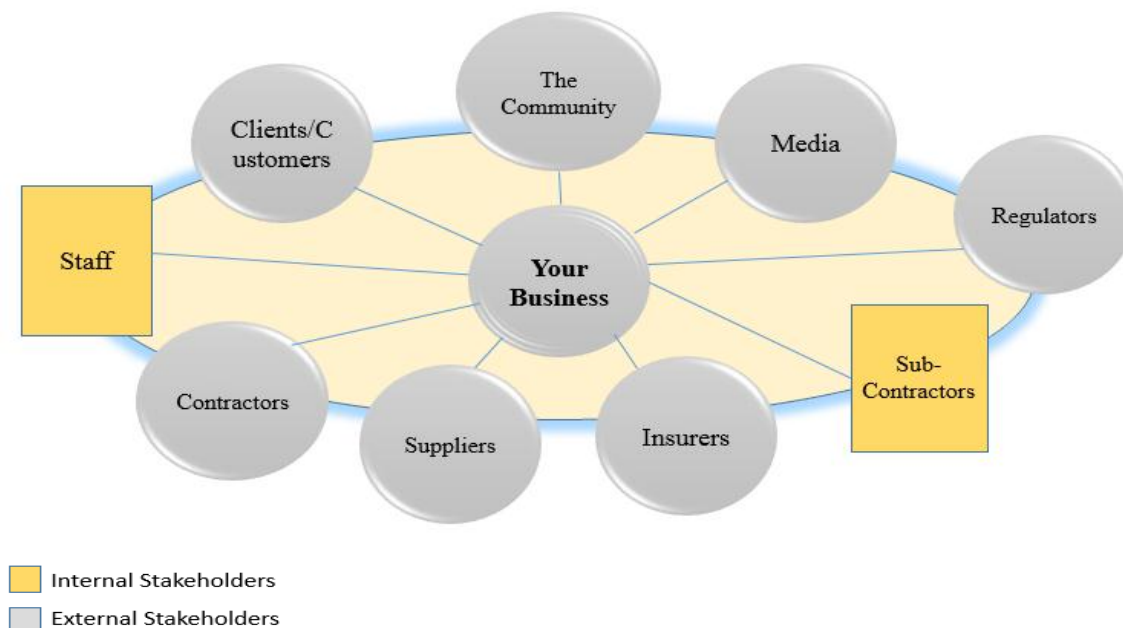 The
Community
Clients/C
ustomers
Media
Regulators
Staff
Your
Business
Sub-
Contractors
Contractors
Suppliers
Insurers
Internal Stakeholders
External Stakeholders